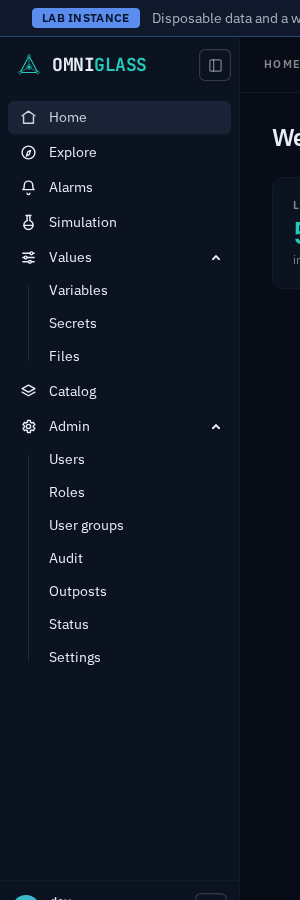 LAB INSTANCE Disposable data and a w
OMNIGLASS
HOME
Home
We
Explore
Alarms
Simulation
Values
Variables
Secrets
Files
Catalog
Admin
Users
Roles
User groups
Audit
Outposts
Status
Settings